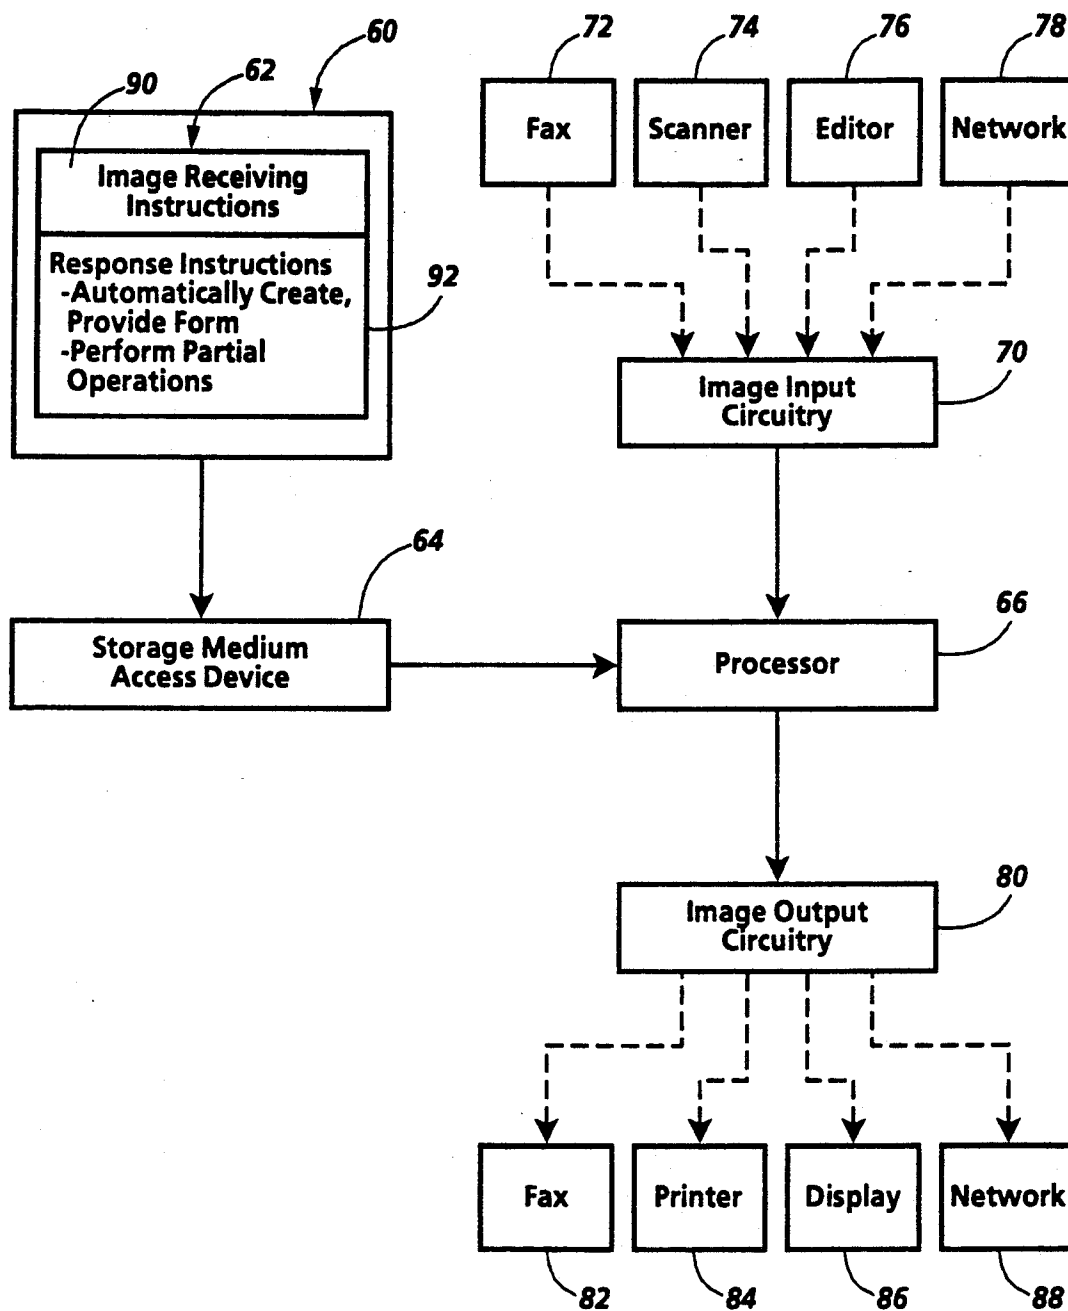 60
72
74
76
78
90
62
Fax
Scanner
Editor
Network
Image Receiving
Instructions
Response Instructions
-Automatically Create,
Provide Form
-Perform Partial
Operations
92
Image Input
Circuitry
70
64
Storage Medium
Access Device
Processor
66
Image Output
Circuitry
80
Fax
Printer
Display
Network
82
84
86
88